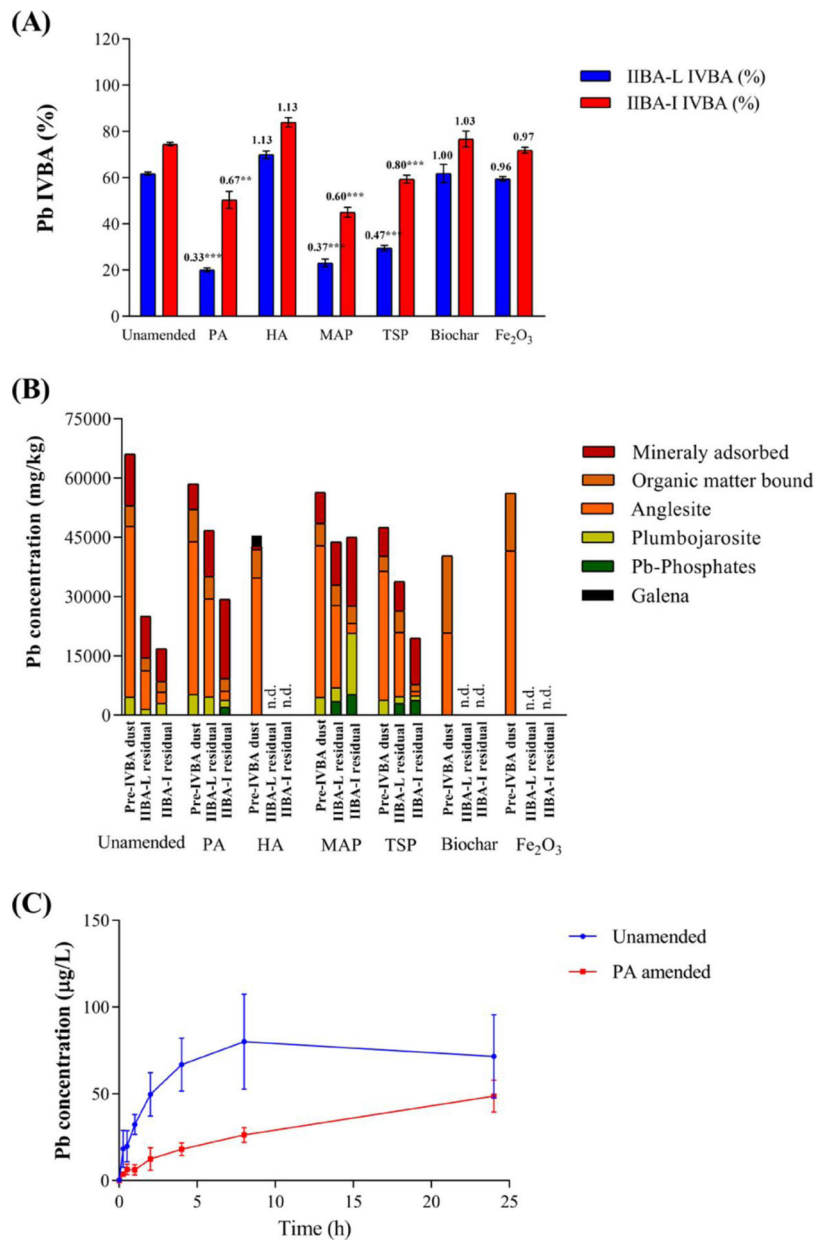 (A)
Pb IVBA (%)
120
100
80
60
40
20
0
0.33***
0.67**
1.13
1.13
0.37***
0.60***
0.47***
0.80***
1.00
1.03
0.96
0.97
Unamended PA HA MAP TSP Biochar Fe₂O₃
IIBA-L IVBA (%)
IIBA-I IVBA (%)
(B)
Pb concentration (mg/kg)
75000
60000
45000
30000
15000
0
n.d.
n.d.
n.d.
n.d.
n.d.
n.d.
Pre-IVBA dust
IIBA-L residual
IIBA-I residual
Pre-IVBA dust
IIBA-L residual
IIBA-I residual
Pre-IVBA dust
IIBA-L residual
IIBA-I residual
Pre-IVBA dust
IIBA-L residual
IIBA-I residual
Pre-IVBA dust
IIBA-L residual
IIBA-I residual
Pre-IVBA dust
IIBA-L residual
IIBA-I residual
Pre-IVBA dust
IIBA-L residual
IIBA-I residual
Unamended PA HA MAP TSP Biochar Fe₂O₃
Mineraly adsorbed
Organic matter bound
Anglesite
Plumbojarosite
Pb-Phosphates
Galena
(C)
Pb concentration (µg/L)
150
100
50
0
0 5 10 15 20 25
Time (h)
Unamended
PA amended